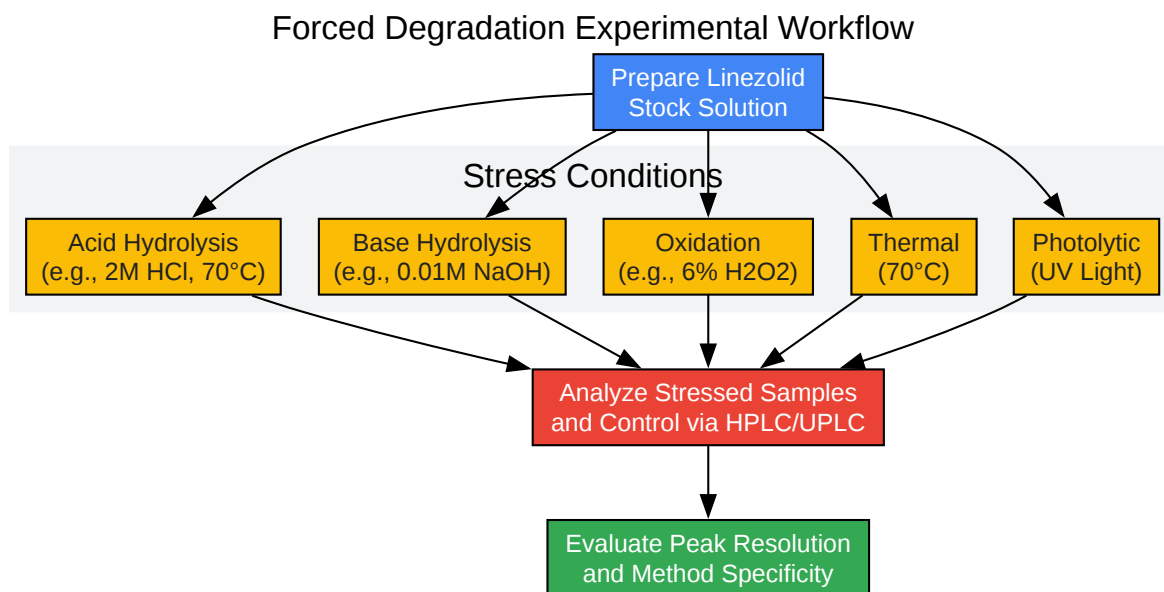 Forced Degradation Experimental Workflow
Prepare Linezolid
Stock Solution
Stress Conditions
Acid Hydrolysis
(e.g., 2M HCl, 70°C)
Base Hydrolysis
(e.g., 0.01M NaOH)
Oxidation
(e.g., 6% H2O2)
Thermal
(70°C)
Photolytic
(UV Light)
Analyze Stressed Samples
and Control via HPLC/UPLC
Evaluate Peak Resolution
and Method Specificity